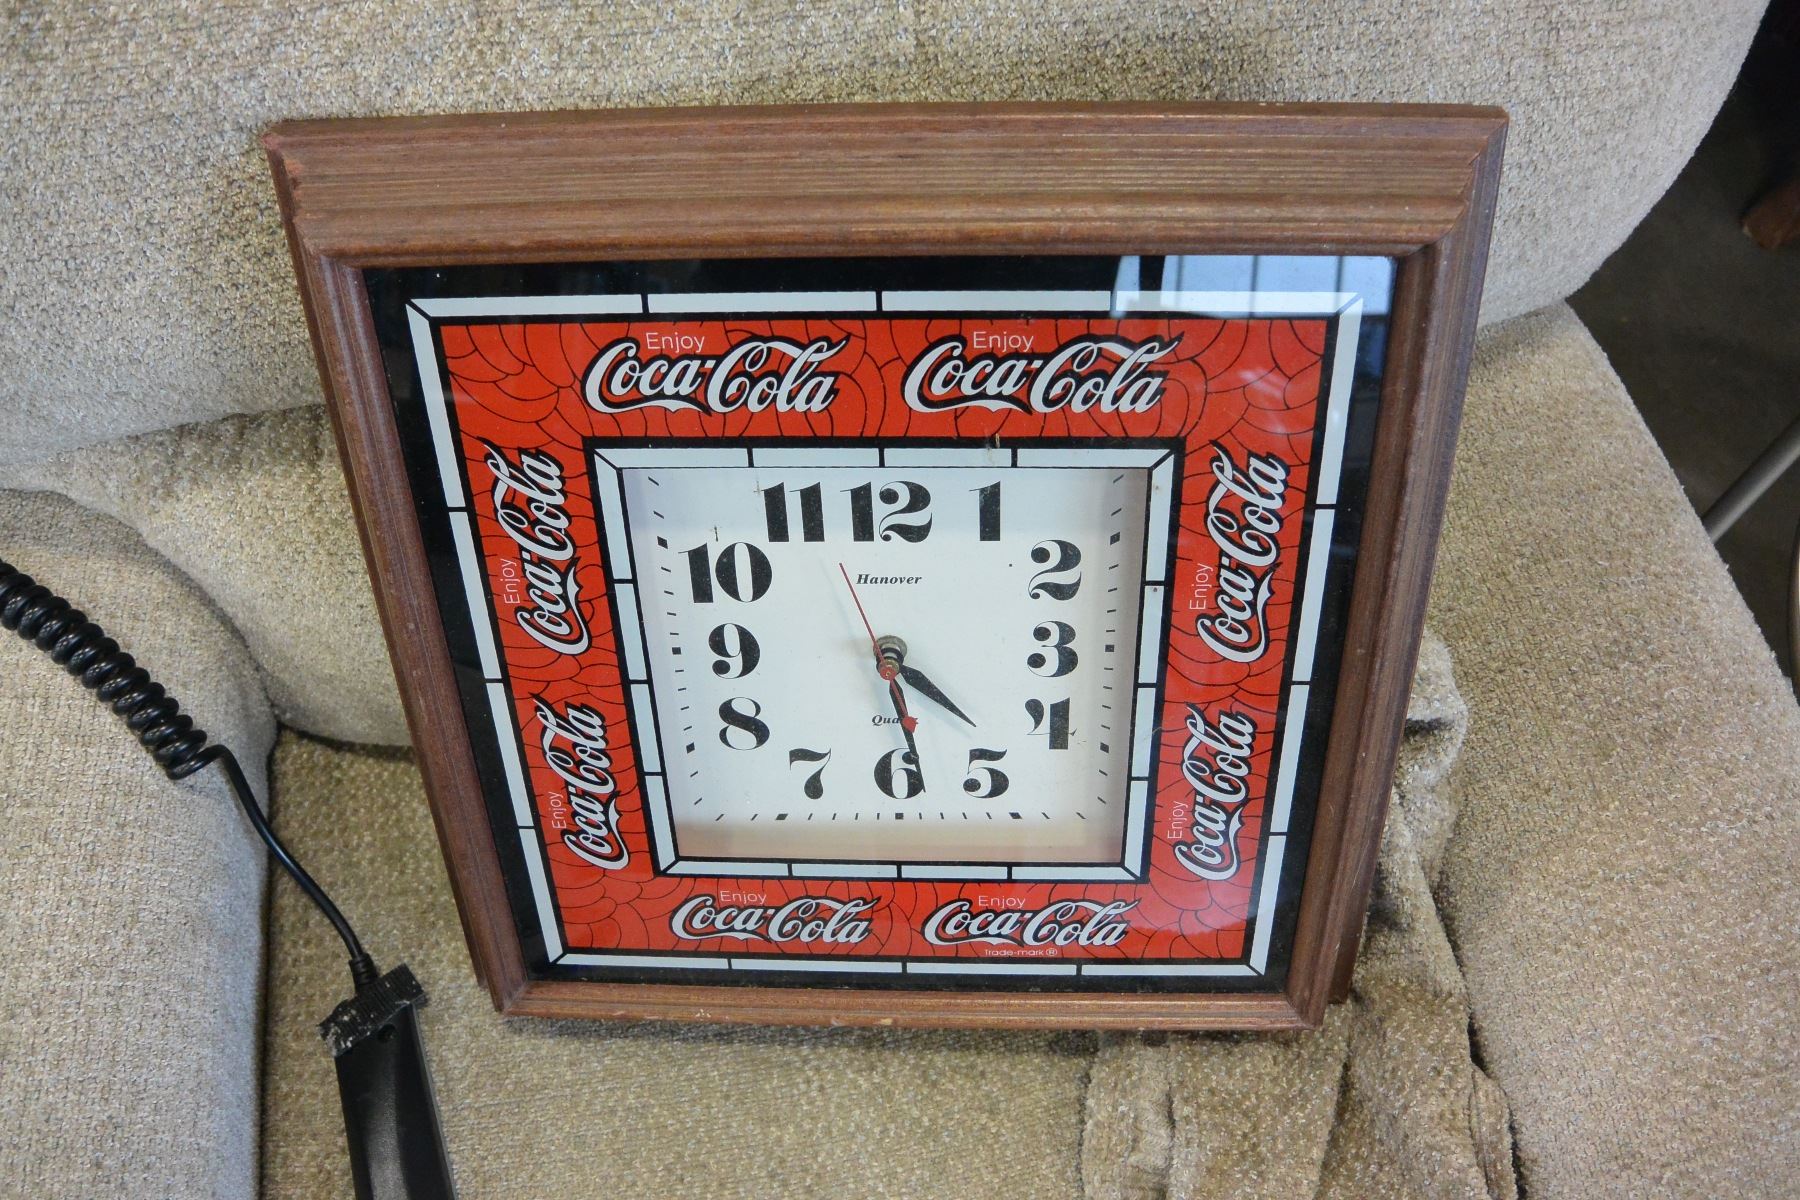 Enjoy Enjoy
Coca-Cola Coca-Cola
Enjoy
Coca-Cola
Enjoy
Coca-Cola
11 12 1
10 2
Hanover
9 3
8 4
Quartz
7 6 5
Enjoy
Coca-Cola
Enjoy
Coca-Cola
Enjoy Enjoy
Coca-Cola Coca-Cola
Trade-mark ®